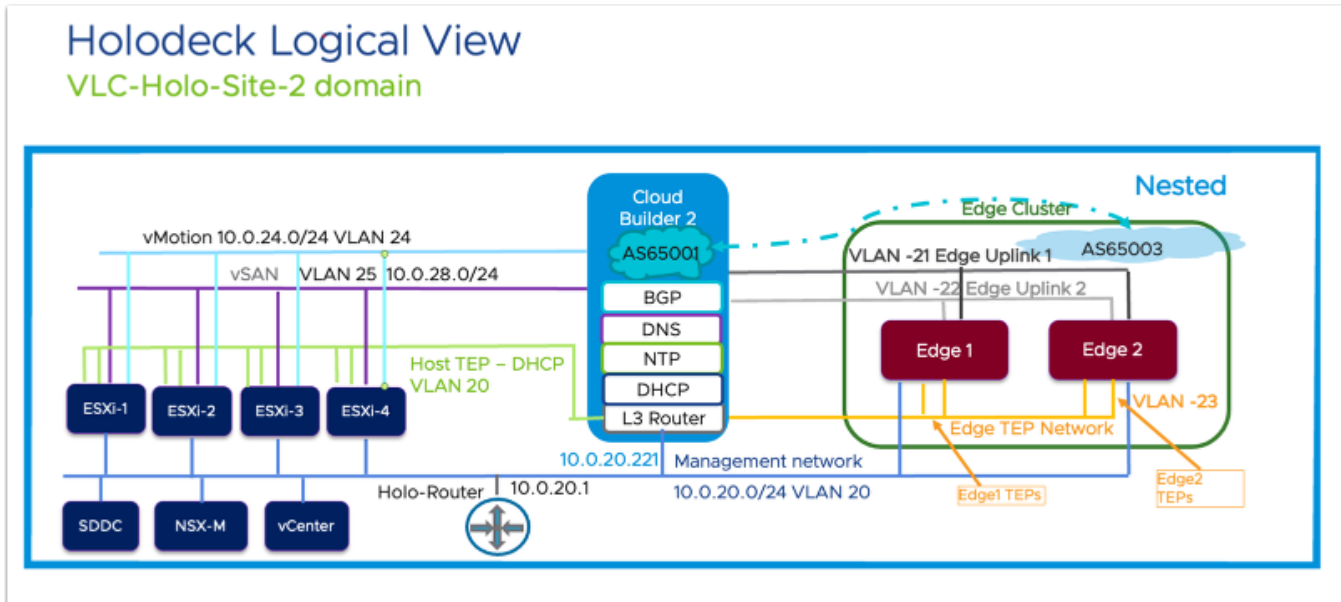 Holodeck Logical View
VLC-Holo-Site-2 domain
Nested
Cloud
Builder 2
AS65001
BGP
DNS
NTP
DHCP
L3 Router
vMotion 10.0.24.0/24 VLAN 24
vSAN VLAN 25 10.0.28.0/24
Host TEP – DHCP
VLAN 20
ESXi-1
ESXi-2
ESXi-3
ESXi-4
Edge Cluster
AS65003
VLAN -21 Edge Uplink 1
VLAN -22 Edge Uplink 2
Edge 1
Edge 2
VLAN -23
Edge TEP Network
10.0.20.221
Management network
10.0.20.0/24 VLAN 20
Edge1 TEPs
Edge2
TEPs
Holo-Router
10.0.20.1
SDDC
NSX-M
vCenter